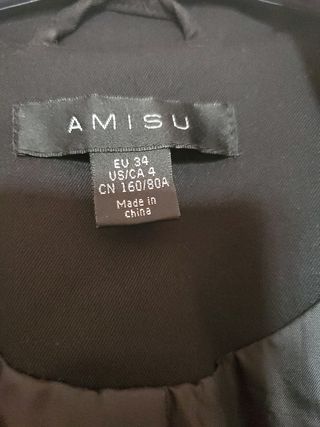 AMISU
EU 34
US/CA 4
CN 160/80A
Made in
china